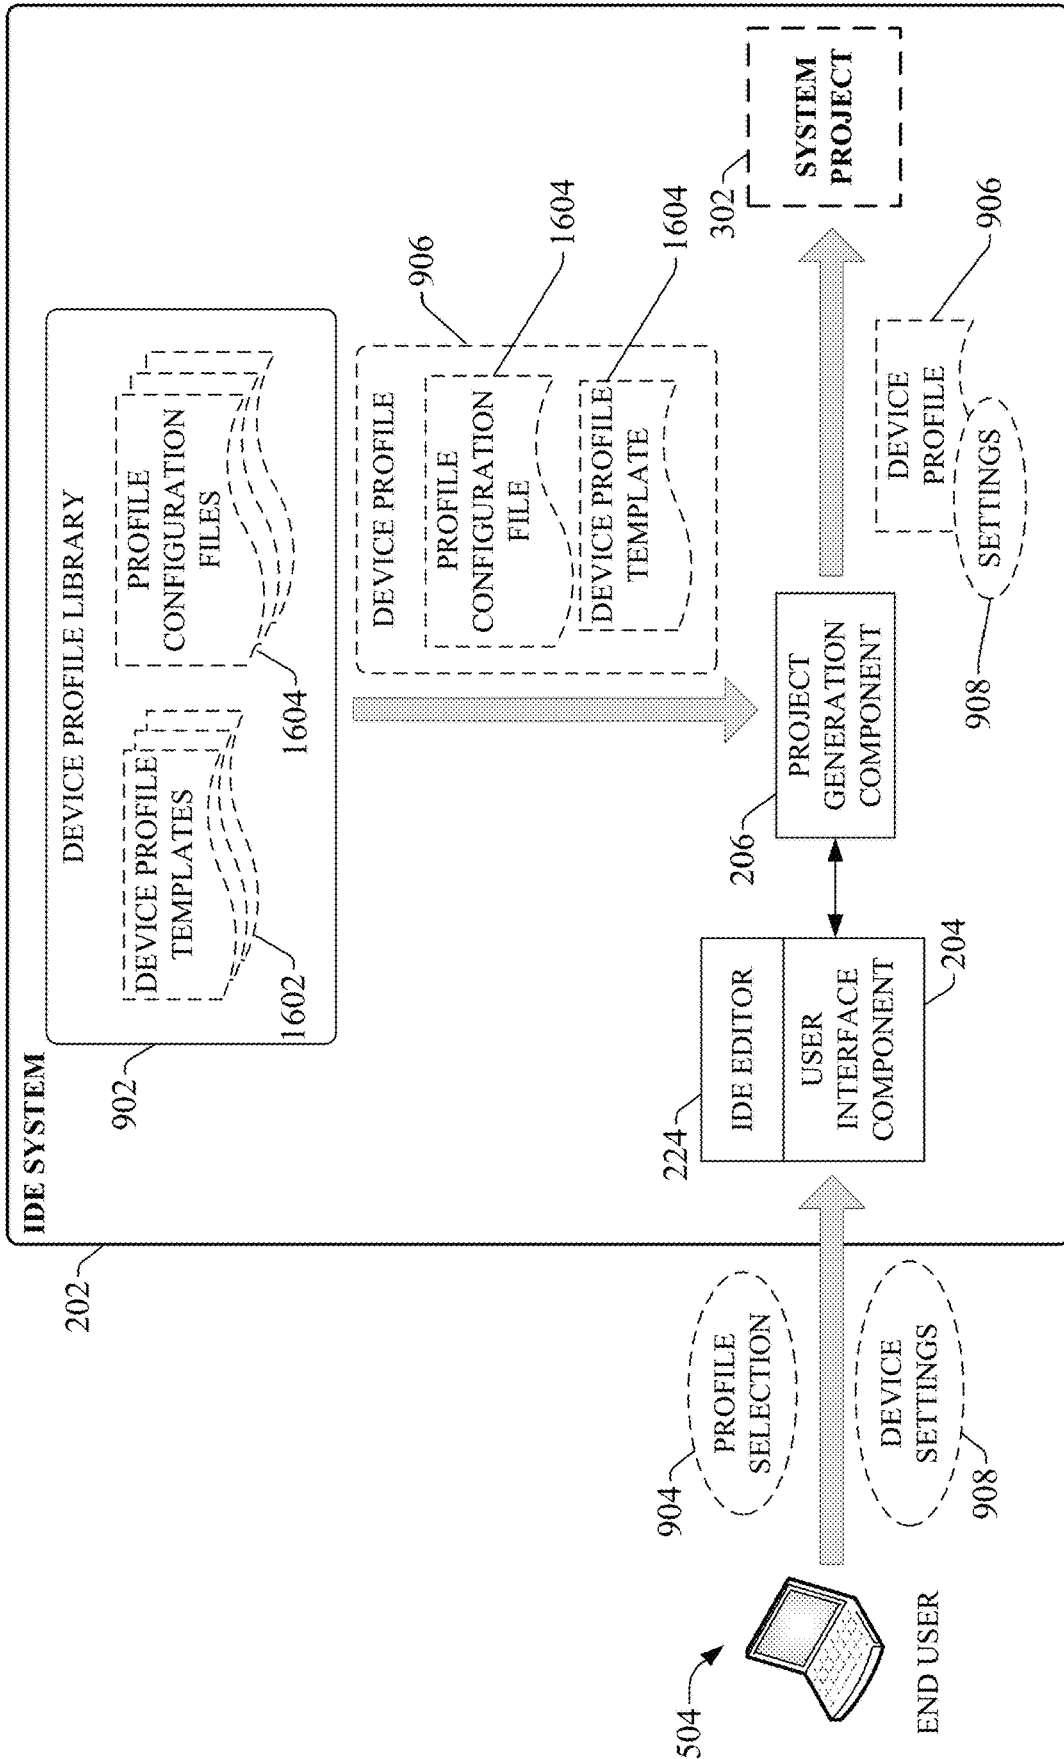 IDE SYSTEM
202
DEVICE PROFILE LIBRARY
902
DEVICE PROFILE
TEMPLATES
1602
PROFILE
CONFIGURATION
FILES
1604
DEVICE PROFILE
906
PROFILE
CONFIGURATION
FILE
1604
DEVICE PROFILE
TEMPLATE
1604
504
END USER
904
PROFILE
SELECTION
DEVICE
SETTINGS
908
224
IDE EDITOR
USER
INTERFACE
COMPONENT
204
206
PROJECT
GENERATION
COMPONENT
DEVICE
PROFILE
906
SETTINGS
908
302
SYSTEM
PROJECT